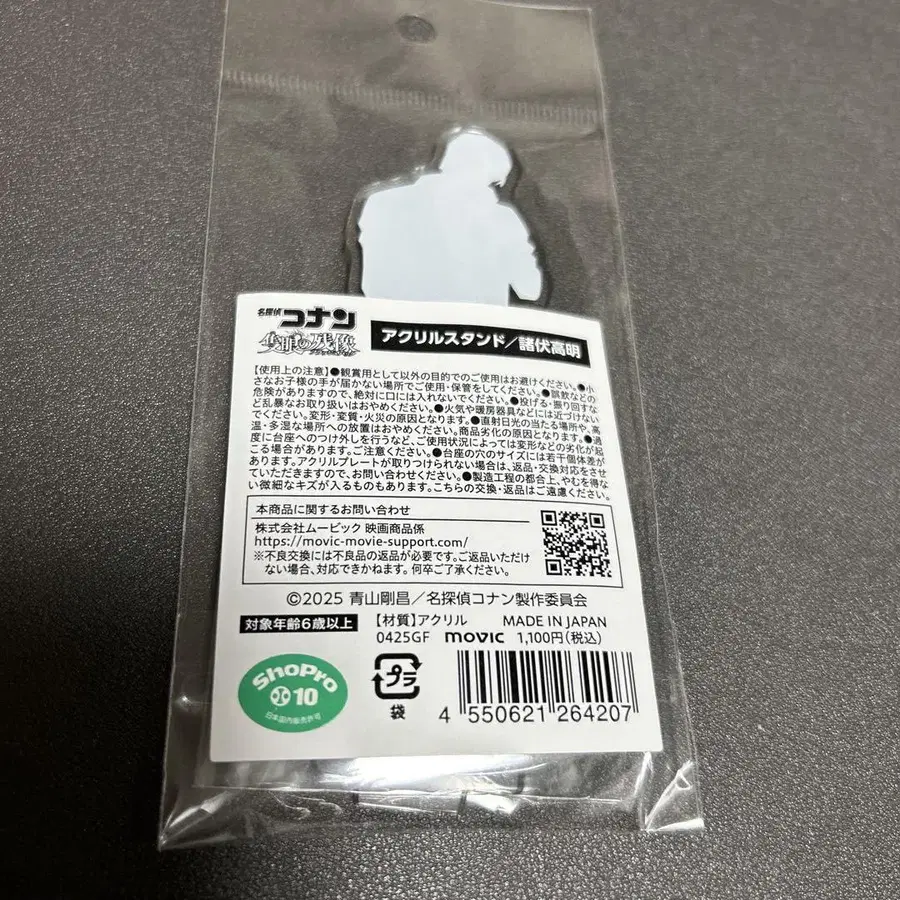 名探偵
コナン
隻眼の残像
アクリルスタンド/諸伏高明
【使用上の注意】●観賞用として以外の目的でのご使用はお避けください。●小
さなお子様の手が届かない場所でご使用・保管をしてください。●誤飲などの
危険がありますので、絶対に口には入れないでください。●投げる・振り回すな
ど乱暴なお取り扱いはおやめください。●火気や暖房器具などには近づけない
でください。変形・変質・火災の原因となります。●直射日光の当たる場所や、高
温・多湿な場所への放置はおやめください。商品劣化の原因となります。●過
度に台座へのつけ外しを行うなど、ご使用状況によっては変形などの劣化が起
こる場合があります。ご注意ください。●台座の穴のサイズには若干個体差が
あります。アクリルプレートが取りつけられない場合は、返品・交換対応をさせ
ていただきますので、お問い合わせください。●製造工程の都合上、やむを得な
い微細なキズが入るものもあります。こちらの交換・返品はご遠慮ください。
本商品に関するお問い合わせ
株式会社ムービック 映画商品係
https://movic-movie-support.com/
※不良交換には不良品の返品が必要です。ご返品いただけ
ない場合、対応できかねます。何卒ご了承ください。
©2025 青山剛昌/名探偵コナン製作委員会
対象年齢6歳以上
【材質】アクリル MADE IN JAPAN
0425GF movic 1,100円(税込)
ShoPro
10
日本国内販売許可
プラ
袋
4 550621 264207